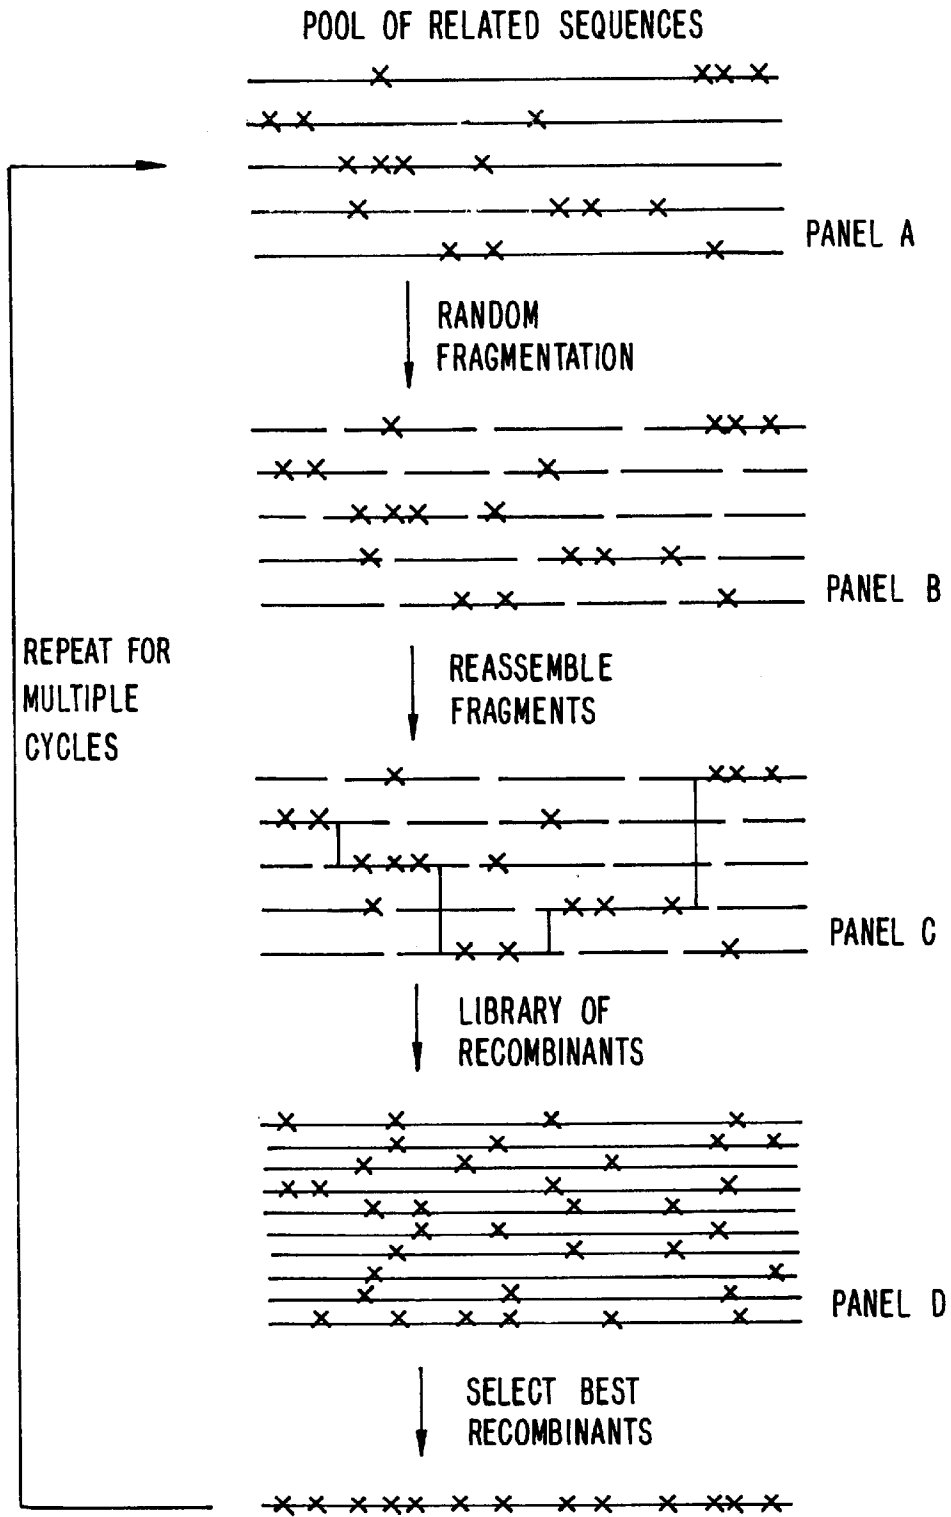 POOL OF RELATED SEQUENCES
PANEL A
RANDOM
FRAGMENTATION
PANEL B
REPEAT FOR
MULTIPLE
CYCLES
REASSEMBLE
FRAGMENTS
PANEL C
LIBRARY OF
RECOMBINANTS
PANEL D
SELECT BEST
RECOMBINANTS